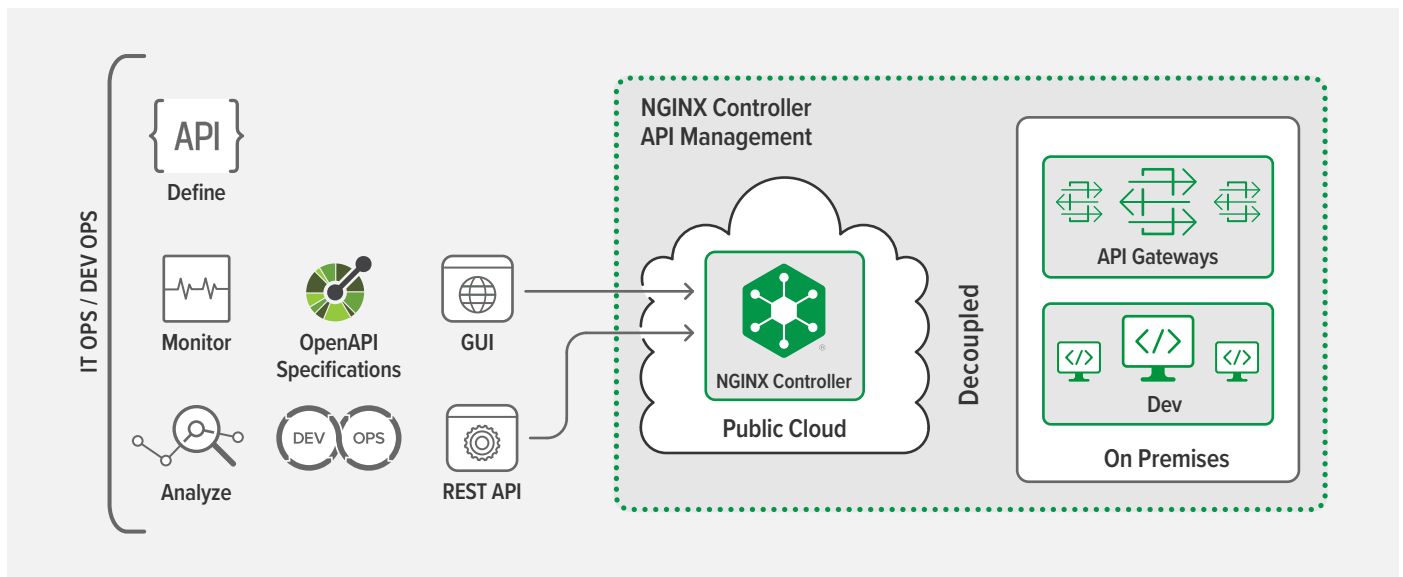 IT OPS / DEV OPS
{API}
Define
Monitor
OpenAPI
Specifications
GUI
Analyze
DEV OPS
REST API
NGINX Controller
API Management
NGINX Controller
®
Public Cloud
Decoupled
API Gateways
</>
</>
</>
Dev
On Premises